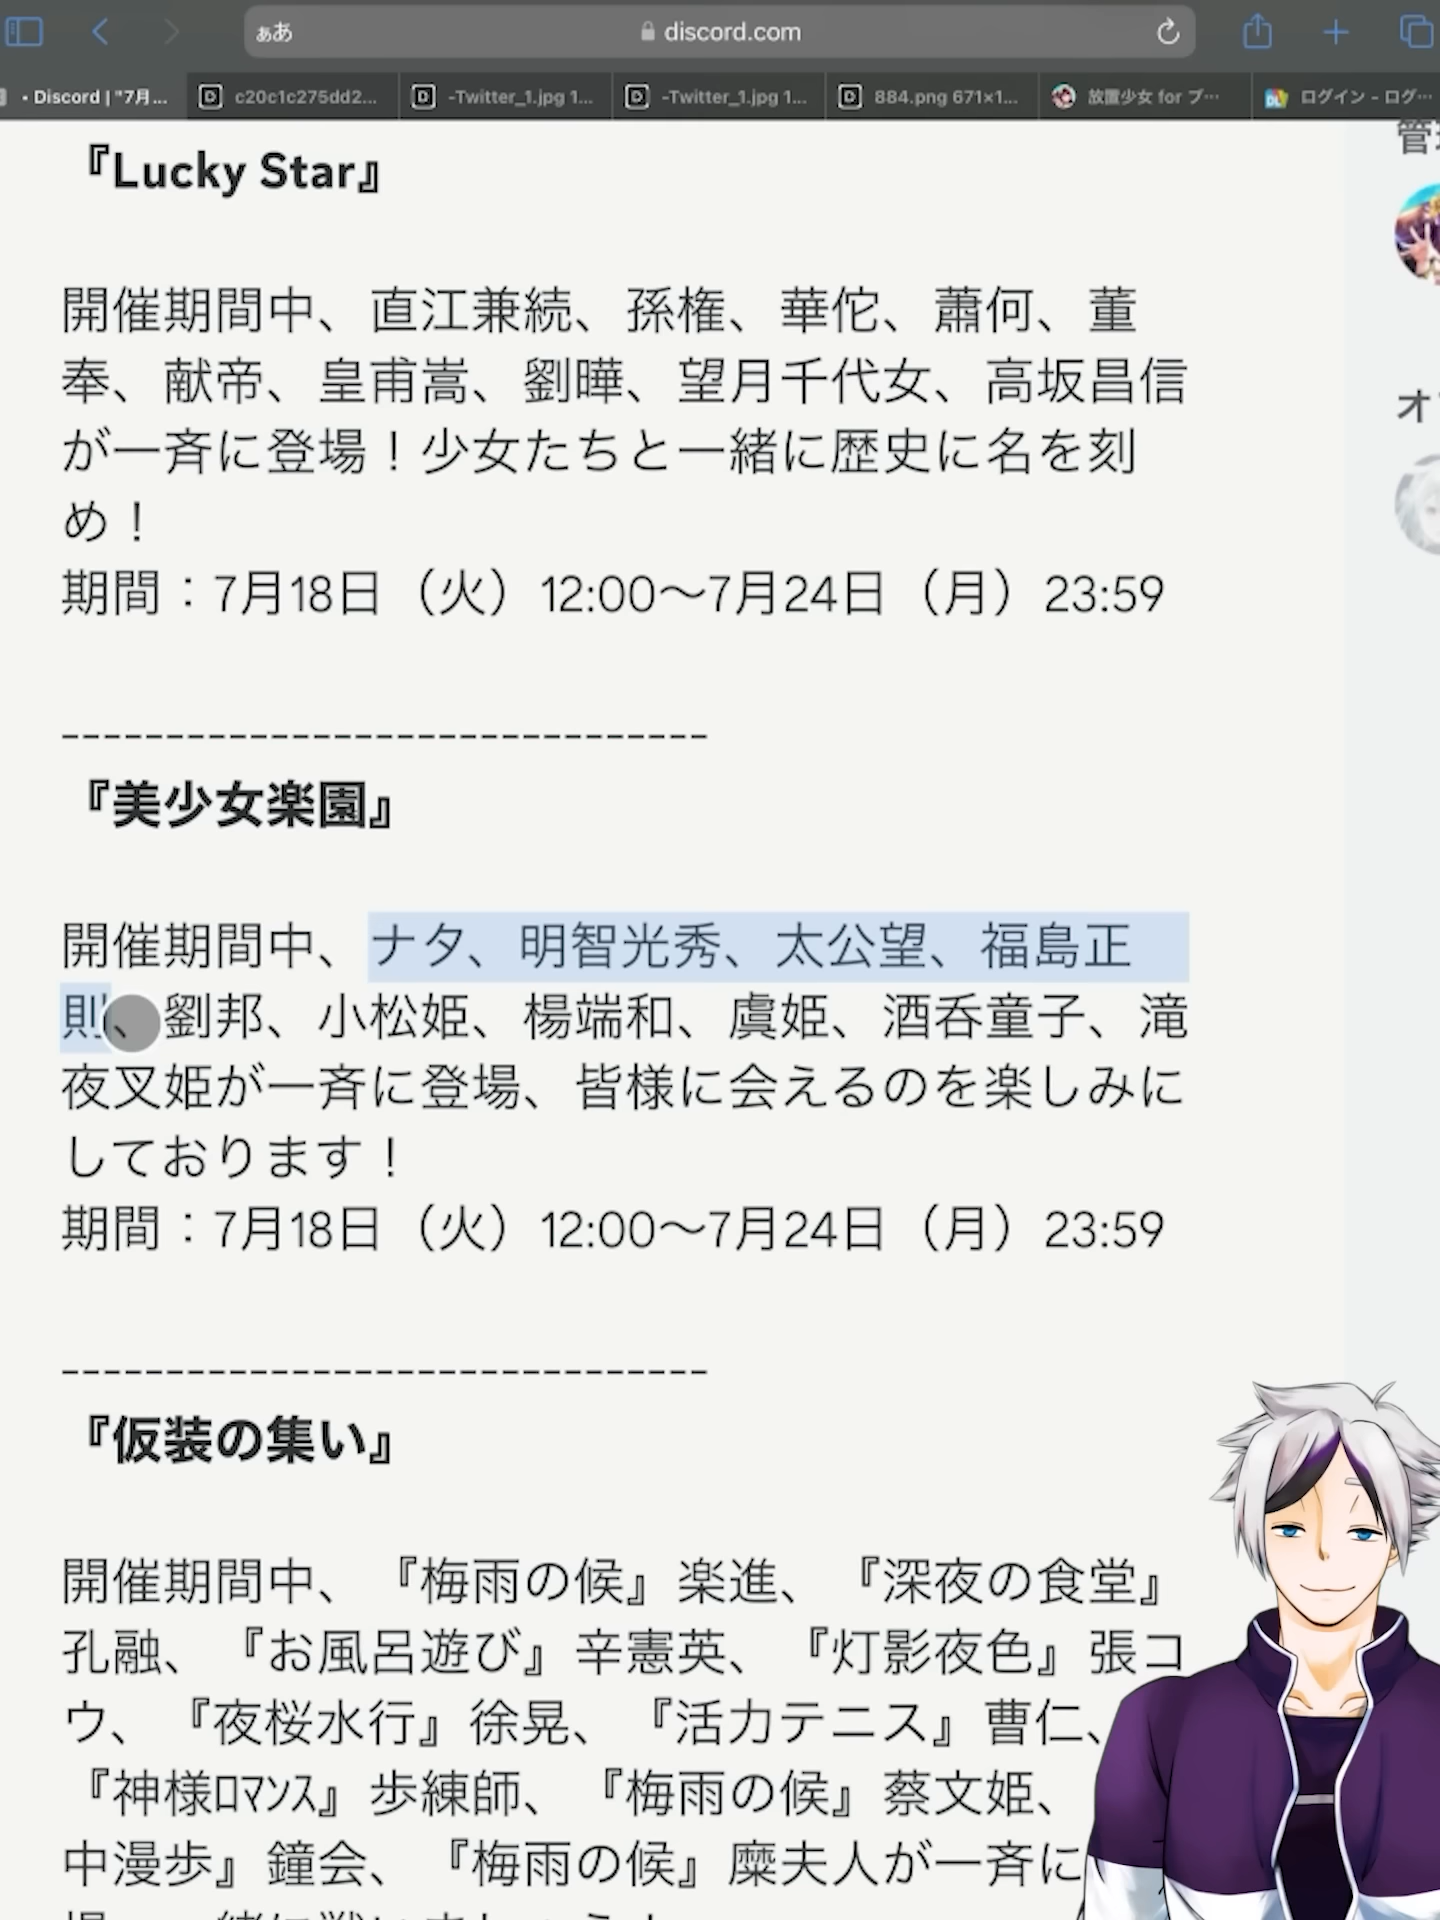 ぁあ
discord.com
• Discord | "7月...
c20c1c275dd2...
-Twitter_1.jpg 1...
-Twitter_1.jpg 1...
884.png 671×1...
放置少女 for ブ…
ログイン - ログ…
『Lucky Star』
開催期間中、直江兼続、孫権、華佗、蕭何、董
奉、献帝、皇甫嵩、劉曄、望月千代女、高坂昌信
が一斉に登場！少女たちと一緒に歴史に名を刻
め！
期間：7月18日（火）12:00〜7月24日（月）23:59
--------------------------------
『美少女楽園』
開催期間中、ナタ、明智光秀、太公望、福島正
則、劉邦、小松姫、楊端和、虞姫、酒呑童子、滝
夜叉姫が一斉に登場、皆様に会えるのを楽しみに
しております！
期間：7月18日（火）12:00〜7月24日（月）23:59
--------------------------------
『仮装の集い』
開催期間中、『梅雨の候』楽進、『深夜の食堂』
孔融、『お風呂遊び』辛憲英、『灯影夜色』張コ
ウ、『夜桜水行』徐晃、『活力テニス』曹仁、
『神様ﾛﾏﾝｽ』歩練師、『梅雨の候』蔡文姫、
中漫歩』鐘会、『梅雨の候』糜夫人が一斉に